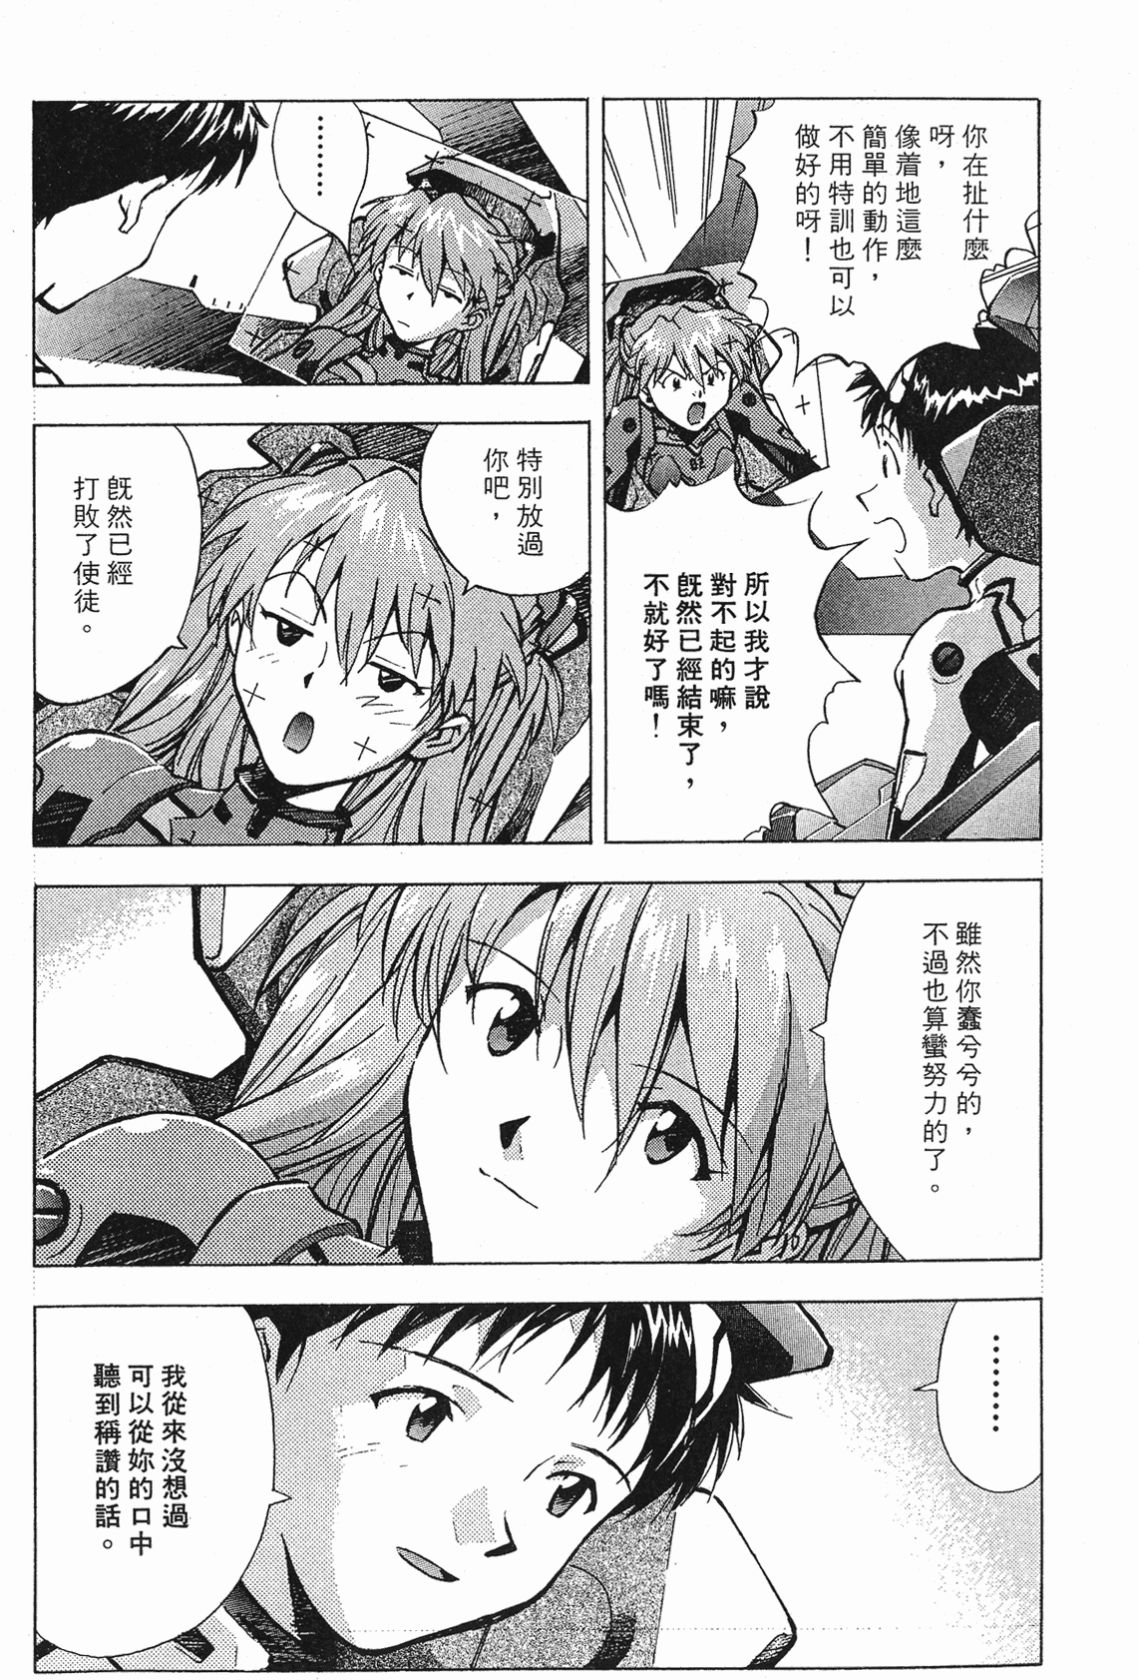 你在扯什麼
呀，
像着地這麼
簡單的動作，
不用特訓也可以
做好的呀！
所以我才說
對不起的嘛，
旣然已經結束了，
不就好了嗎！
………
特別放過
你吧，
旣然已經
打敗了使徒。
雖然你蠢兮兮的，
不過也算蠻努力的了。
………
我從來沒想過
可以從妳的口中
聽到稱讚的話。